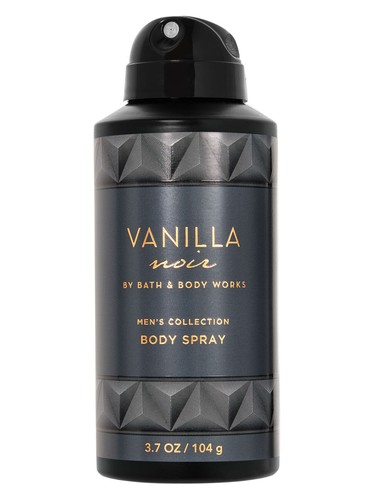 VANILLA
noir
BY BATH & BODY WORKS
MEN'S COLLECTION
BODY SPRAY
3.7 OZ / 104 g